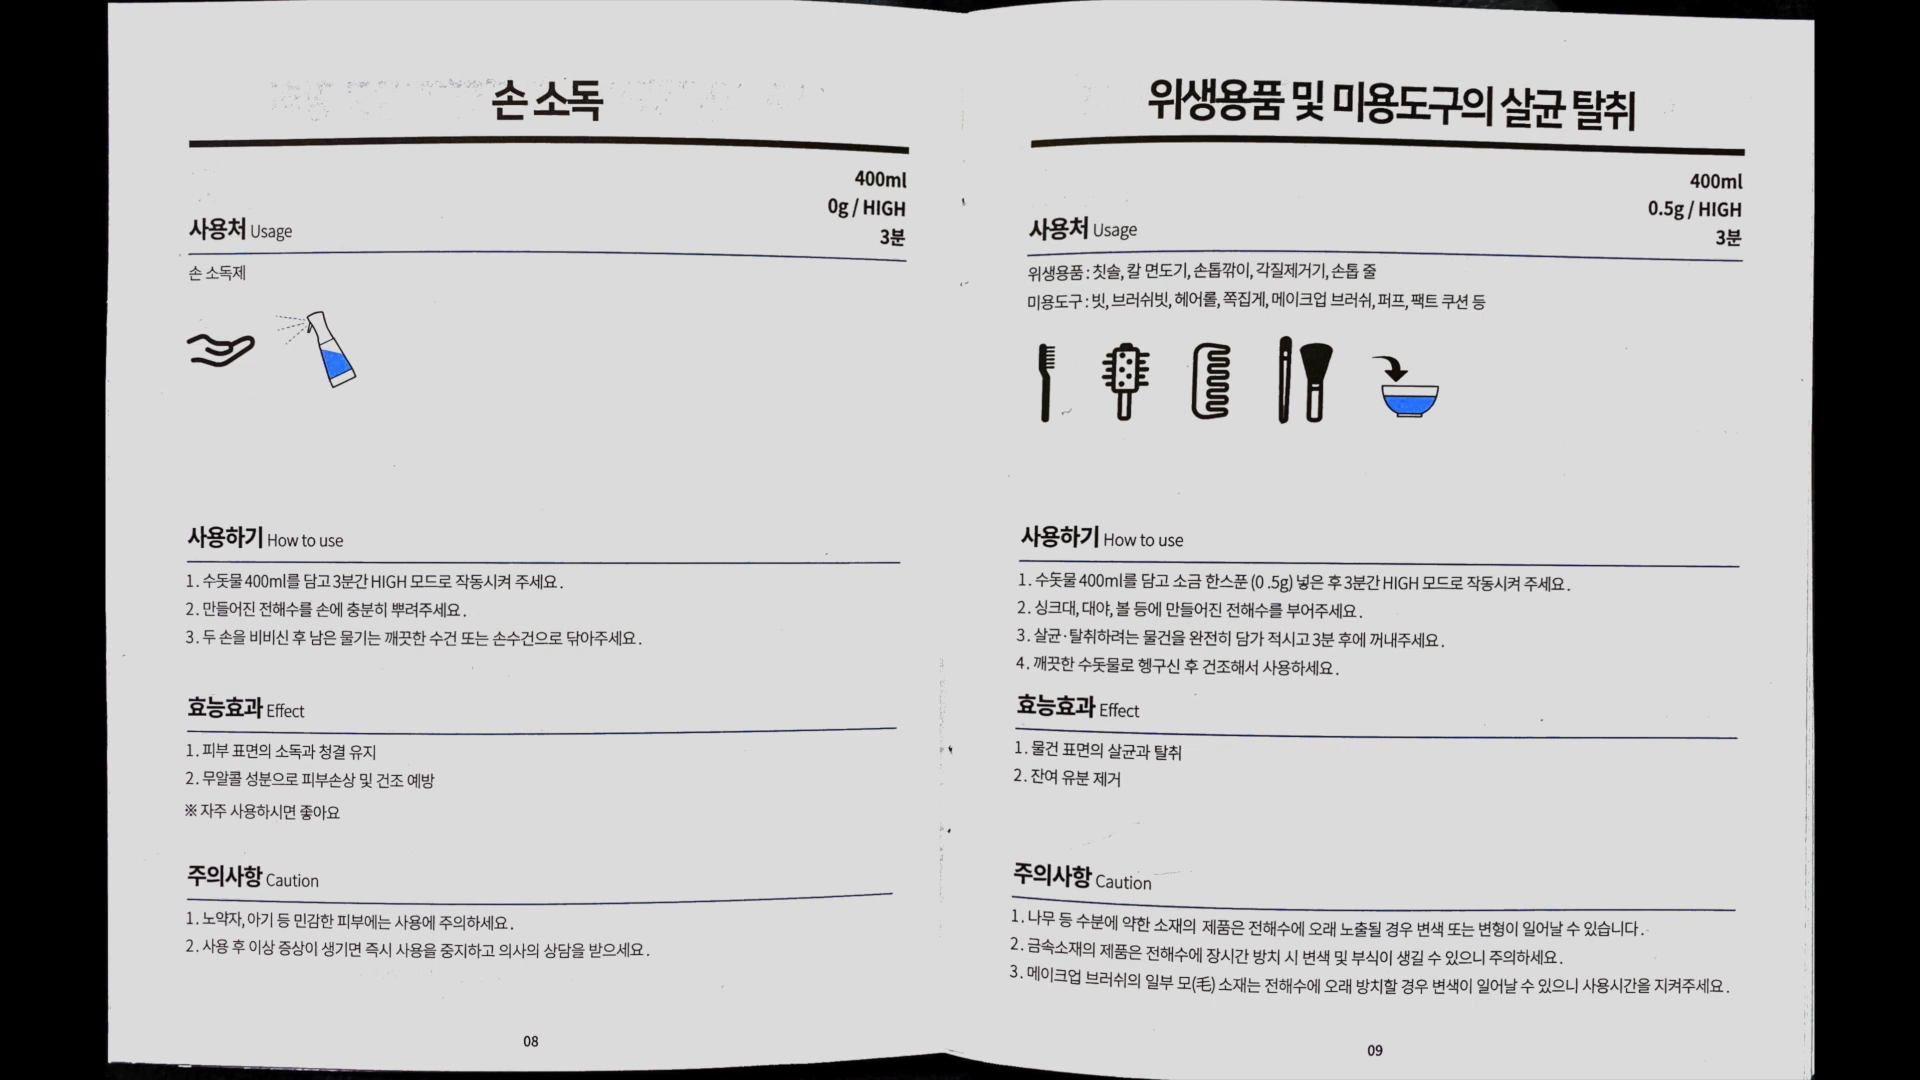 손 소독
400ml
0g / HIGH
3분
사용처 Usage
손 소독제
사용하기 How to use
1. 수돗물 400ml를 담고 3분간 HIGH 모드로 작동시켜 주세요.
2. 만들어진 전해수를 손에 충분히 뿌려주세요.
3. 두 손을 비비신 후 남은 물기는 깨끗한 수건 또는 손수건으로 닦아주세요.
효능효과 Effect
1. 피부 표면의 소독과 청결 유지
2. 무알콜 성분으로 피부손상 및 건조 예방
※ 자주 사용하시면 좋아요
주의사항 Caution
1. 노약자, 아기 등 민감한 피부에는 사용에 주의하세요.
2. 사용 후 이상 증상이 생기면 즉시 사용을 중지하고 의사의 상담을 받으세요.
08
위생용품 및 미용도구의 살균 탈취
400ml
0.5g / HIGH
3분
사용처 Usage
위생용품 : 칫솔, 칼 면도기, 손톱깎이, 각질제거기, 손톱 줄
미용도구 : 빗, 브러쉬빗, 헤어롤, 쪽집게, 메이크업 브러쉬, 퍼프, 팩트 쿠션 등
사용하기 How to use
1. 수돗물 400ml를 담고 소금 한스푼 (0 .5g) 넣은 후 3분간 HIGH 모드로 작동시켜 주세요.
2. 싱크대, 대야, 볼 등에 만들어진 전해수를 부어주세요.
3. 살균·탈취하려는 물건을 완전히 담가 적시고 3분 후에 꺼내주세요.
4. 깨끗한 수돗물로 헹구신 후 건조해서 사용하세요.
효능효과 Effect
1. 물건 표면의 살균과 탈취
2. 잔여 유분 제거
주의사항 Caution
1. 나무 등 수분에 약한 소재의 제품은 전해수에 오래 노출될 경우 변색 또는 변형이 일어날 수 있습니다.
2. 금속소재의 제품은 전해수에 장시간 방치 시 변색 및 부식이 생길 수 있으니 주의하세요.
3. 메이크업 브러쉬의 일부 모(毛) 소재는 전해수에 오래 방치할 경우 변색이 일어날 수 있으니 사용시간을 지켜주세요.
09